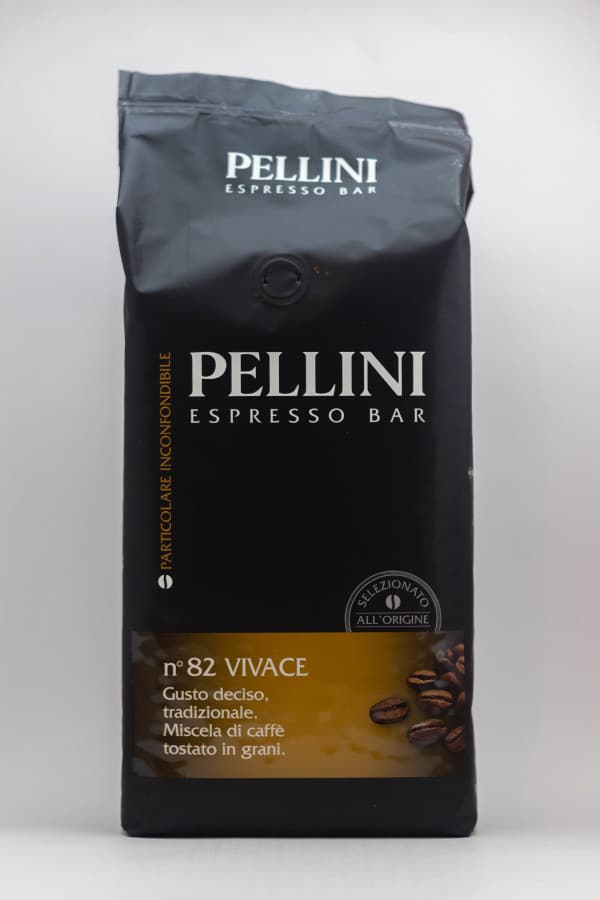 PELLINI
ESPRESSO BAR
PARTICOLARE INCONFONDIBILE
PELLINI
ESPRESSO BAR
SELEZIONATO
ALL'ORIGINE
n° 82 VIVACE
Gusto deciso,
tradizionale.
Miscela di caffè
tostato in grani.